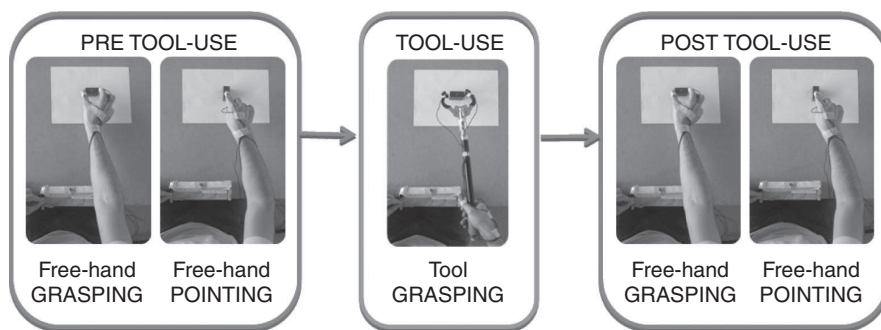 PRE TOOL-USE
Free-hand GRASPING
Free-hand POINTING
TOOL-USE
Tool GRASPING
POST TOOL-USE
Free-hand GRASPING
Free-hand POINTING